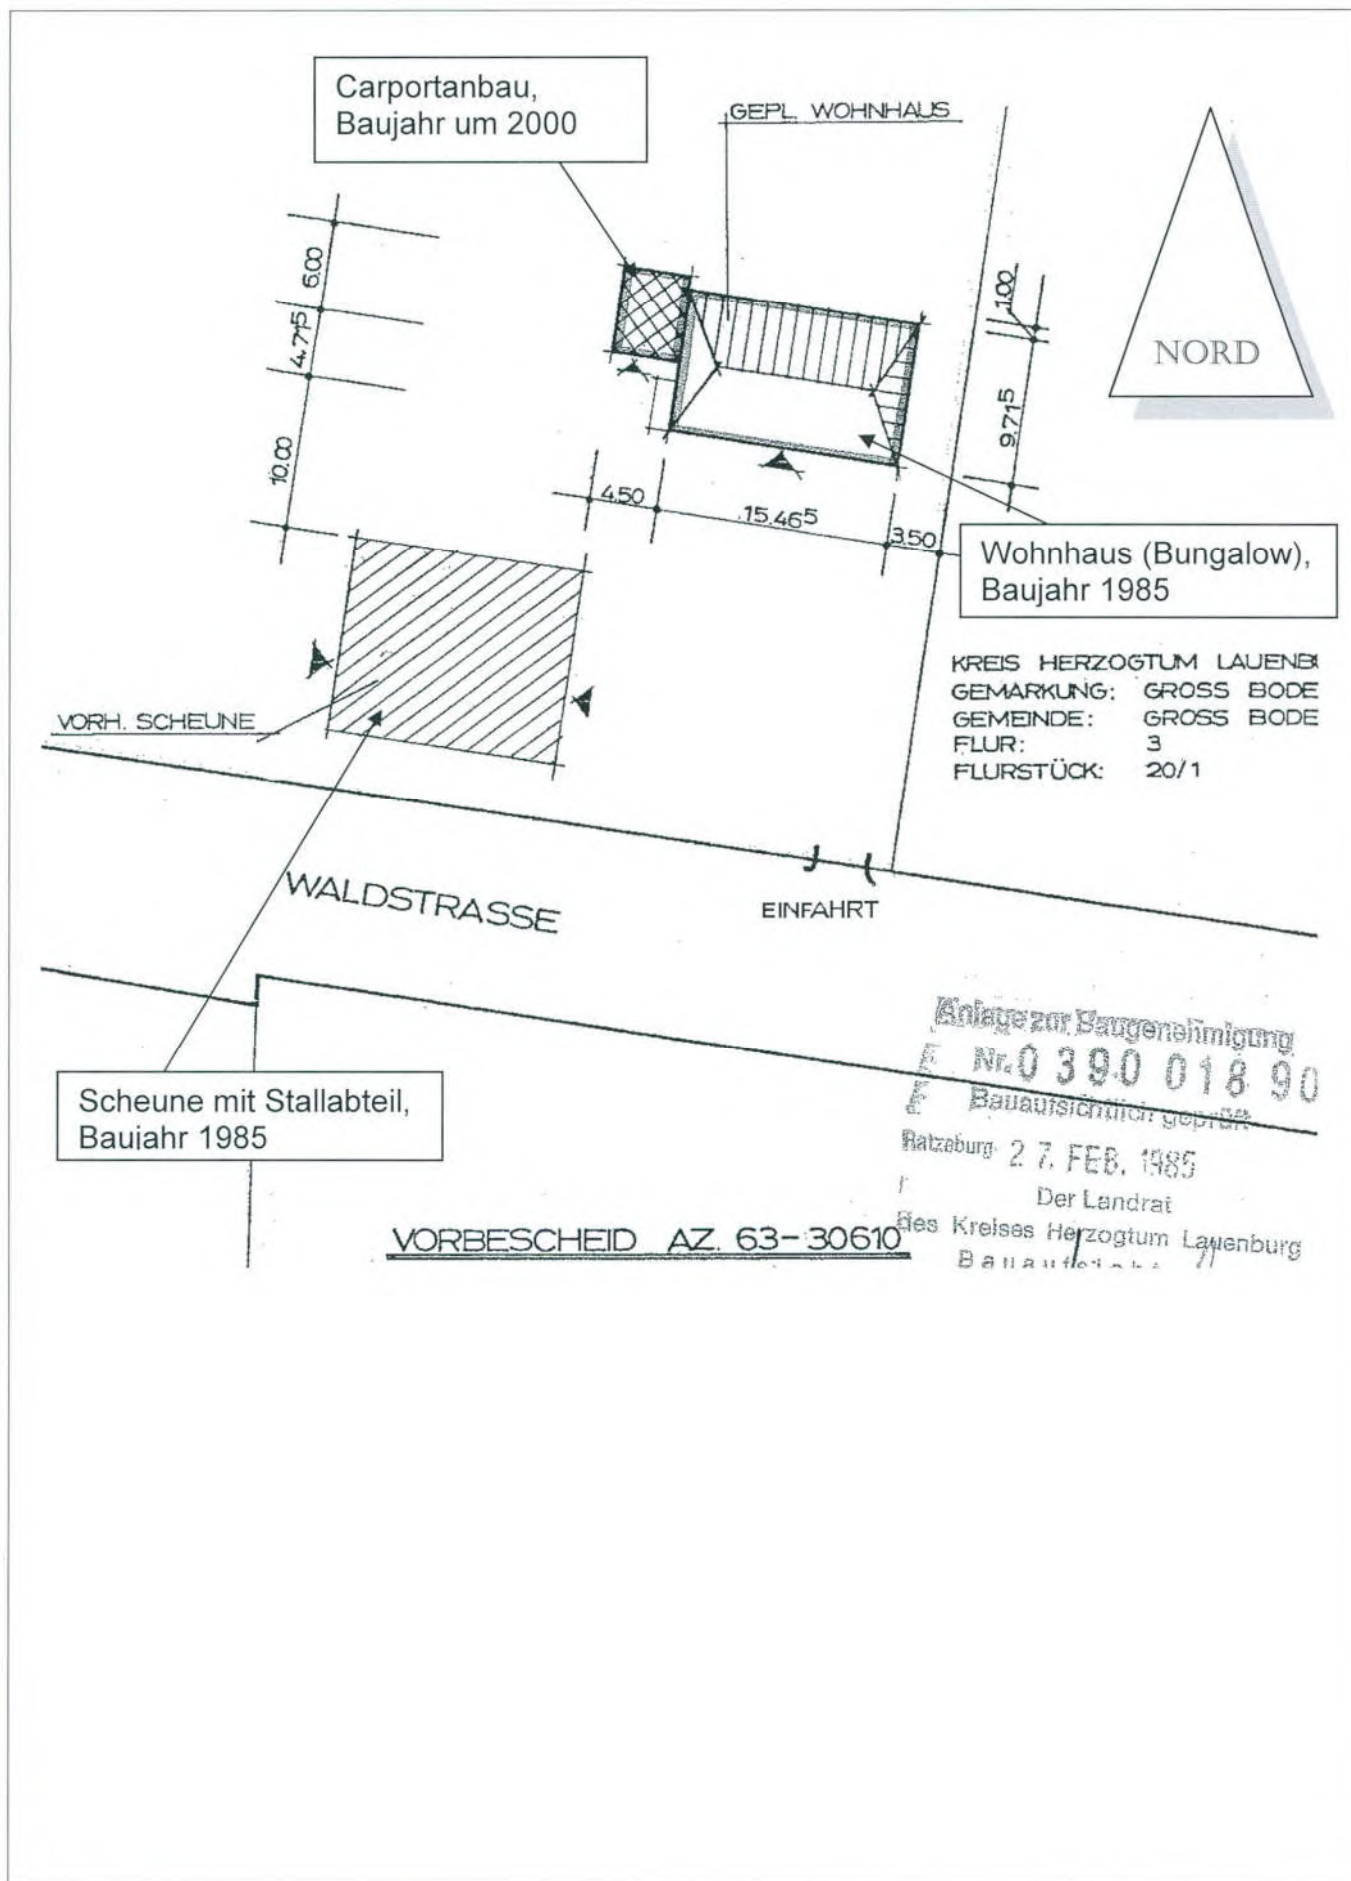 Carportanbau,
Baujahr um 2000
GEPL. WOHNHAUS
NORD
6.00
4.715
10.00
1.00
9.715
4.50
15.465
3.50
Wohnhaus (Bungalow),
Baujahr 1985
KREIS HERZOGTUM LAUENB
GEMARKUNG: GROSS BODE
GEMEINDE: GROSS BODE
FLUR: 3
FLURSTÜCK: 20/1
VORH. SCHEUNE
WALDSTRASSE
EINFAHRT
Scheune mit Stallabteil,
Baujahr 1985
Anlage zur Baugenehmigung
Nr. 0 390 018 90
Bauaufsichtlich geprüft
Ratzeburg 27. FEB. 1985
Der Landrat
des Kreises Herzogtum Lauenburg
VORBESCHEID AZ. 63-30610